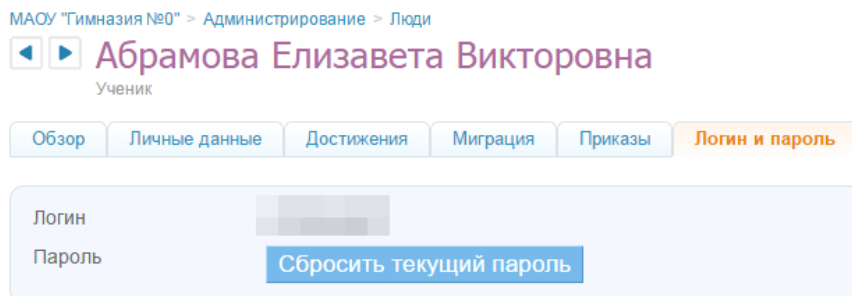 МАОУ "Гимназия №0" > Администрирование > Люди
Абрамова Елизавета Викторовна
Ученик
Обзор Личные данные Достижения Миграция Приказы Логин и пароль
Логин
Пароль Сбросить текущий пароль